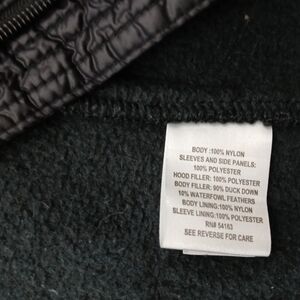 BODY :100% NYLON
SLEEVES AND SIDE PANELS:
100% POLYESTER
HOOD FILLER: 100% POLYESTER
BODY FILLER: 90% DUCK DOWN
10% WATERFOWL FEATHERS
BODY LINING:100% NYLON
SLEEVE LINING:100% POLYESTER
RN# 54163
SEE REVERSE FOR CARE